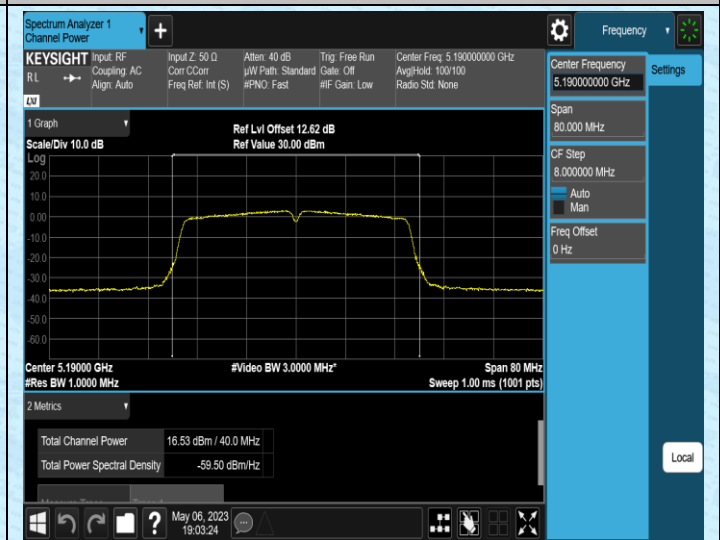 Spectrum Analyzer 1
Channel Power
+
Frequency
KEYSIGHT
RL
LXI
Input: RF
Coupling: AC
Align: Auto
Input Z: 50 Ω
Corr CCorr
Freq Ref: Int (S)
Atten: 40 dB
µW Path: Standard
#PNO: Fast
Trig: Free Run
Gate: Off
#IF Gain: Low
Center Freq: 5.190000000 GHz
Avg|Hold: 100/100
Radio Std: None
Center Frequency
5.190000000 GHz
Settings
Span
80.000 MHz
CF Step
8.000000 MHz
Auto
Man
Freq Offset
0 Hz
1 Graph
Scale/Div 10.0 dB
Ref Lvl Offset 12.62 dB
Ref Value 30.00 dBm
Log
20.0
10.0
0.00
-10.0
-20.0
-30.0
-40.0
-50.0
-60.0
Center 5.19000 GHz
#Video BW 3.0000 MHz*
Span 80 MHz
#Res BW 1.0000 MHz
Sweep 1.00 ms (1001 pts)
2 Metrics
Total Channel Power 16.53 dBm / 40.0 MHz
Total Power Spectral Density -59.50 dBm/Hz
Local
?
May 06, 2023
19:03:24